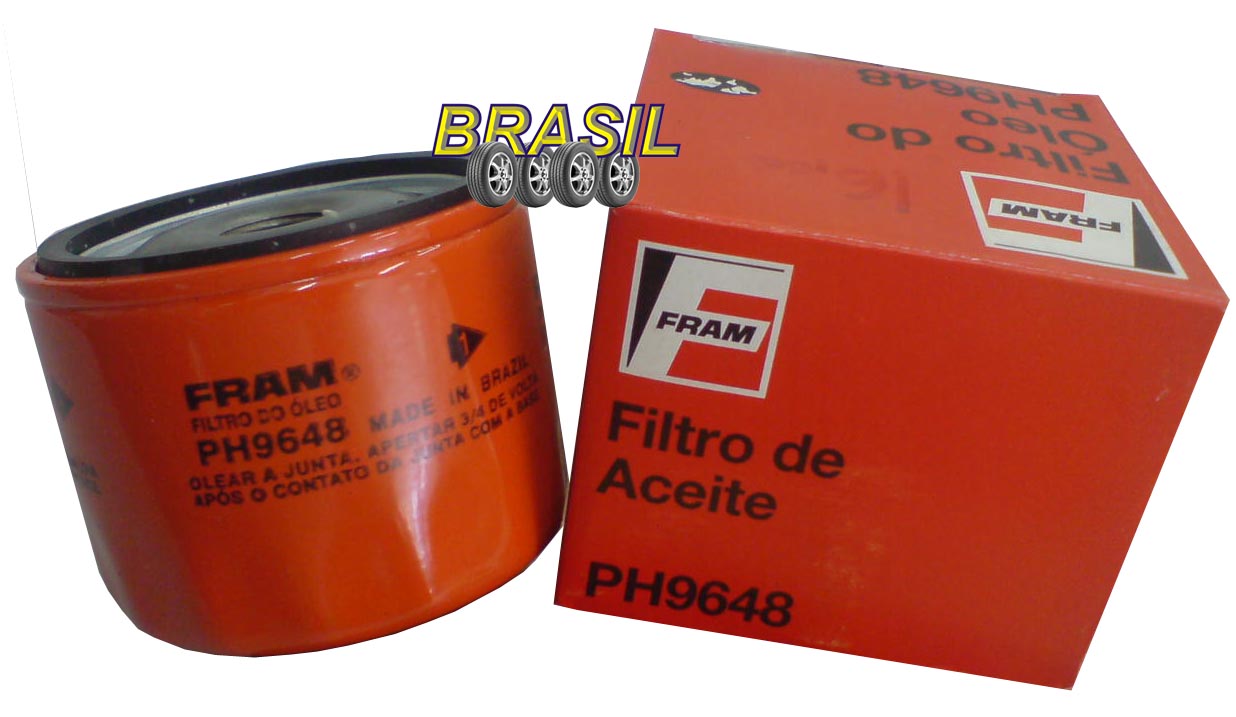 BRASIL
FRAM®
FILTRO DO ÓLEO
PH9648 MADE IN BRAZIL
OLEAR A JUNTA. APERTAR 3/4 DE VOLTA
APÓS O CONTATO DA JUNTA COM A BASE
1
Filtro do
Óleo
PH9648
FRAM
FRAM
Filtro de
Aceite
PH9648